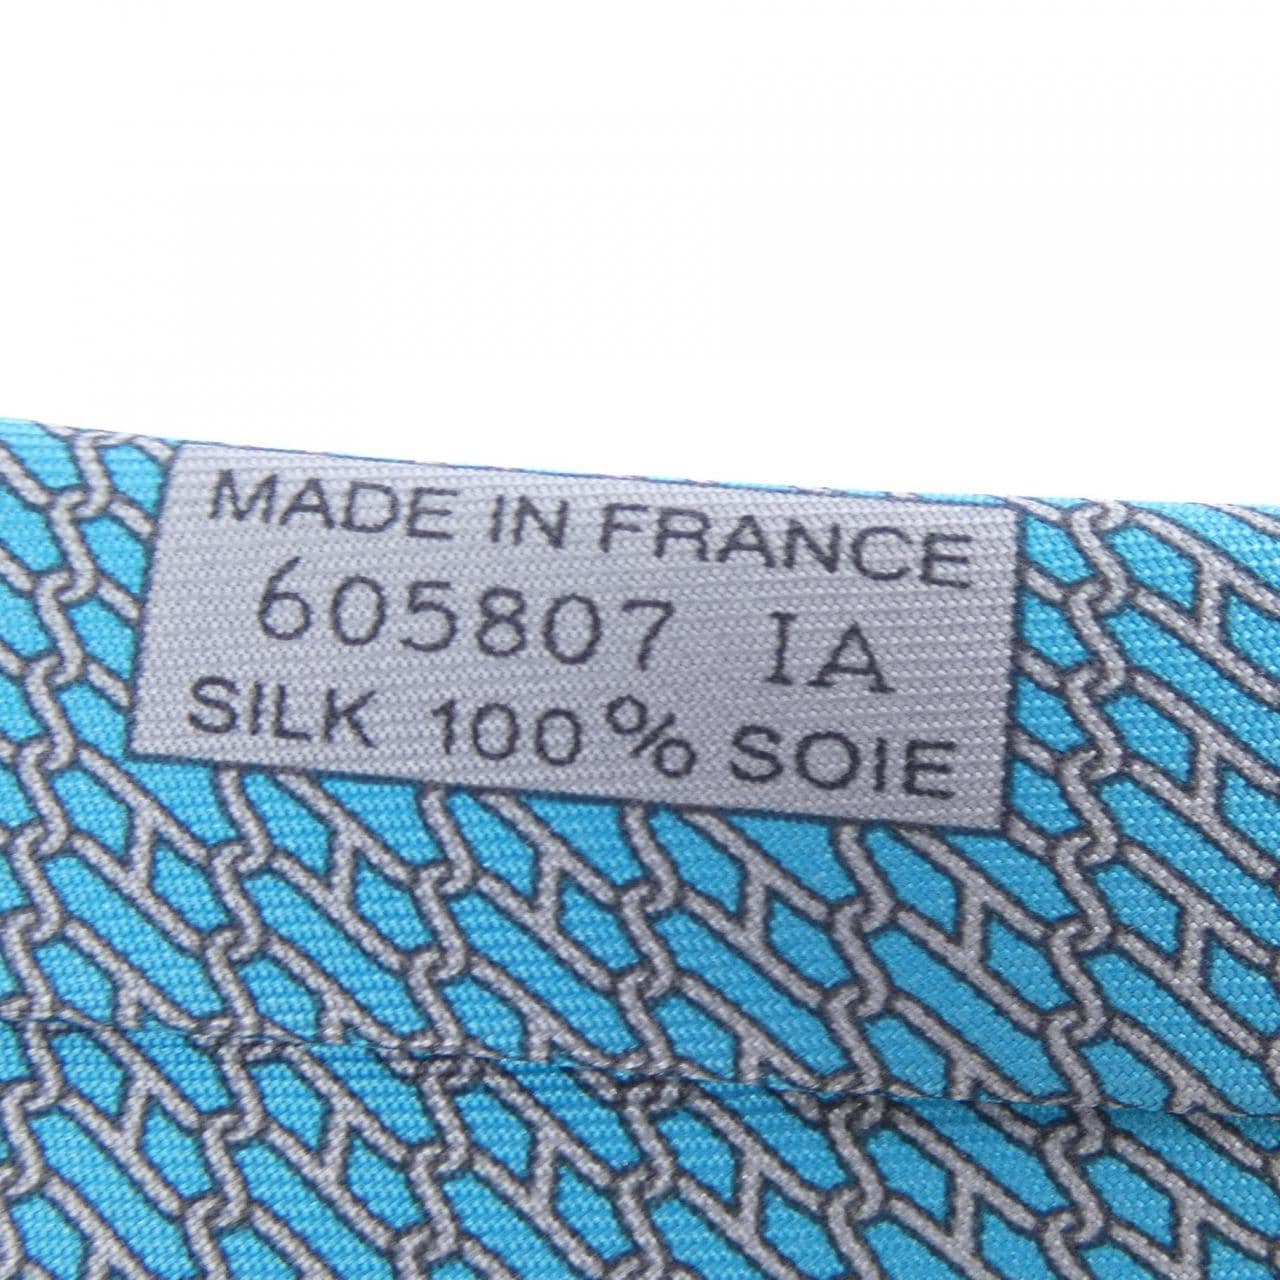 MADE IN FRANCE
605807 IA
SILK 100% SOIE